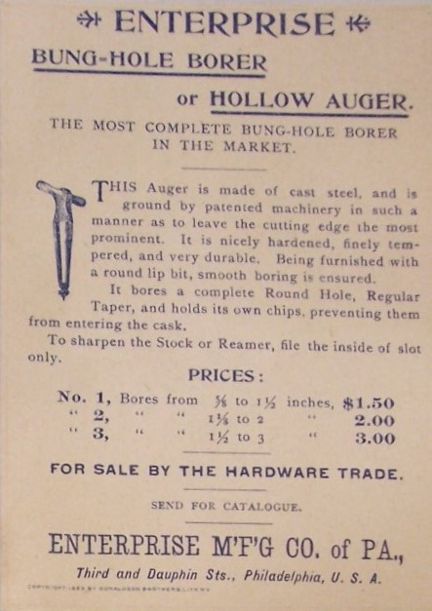 ENTERPRISE
BUNG-HOLE BORER
or HOLLOW AUGER.
THE MOST COMPLETE BUNG-HOLE BORER
IN THE MARKET.
THIS Auger is made of cast steel, and is
ground by patented machinery in such a
manner as to leave the cutting edge the most
prominent. It is nicely hardened, finely tem-
pered, and very durable. Being furnished with
a round lip bit, smooth boring is ensured.
It bores a complete Round Hole, Regular
Taper, and holds its own chips, preventing them
from entering the cask.
To sharpen the Stock or Reamer, file the inside of slot
only.
PRICES:
No. 1, Bores from ⅝ to 1½ inches, $1.50
" 2, " " 1⅛ to 2 " 2.00
" 3, " " 1½ to 3 " 3.00
FOR SALE BY THE HARDWARE TRADE.
SEND FOR CATALOGUE.
ENTERPRISE M'F'G CO. of PA.,
Third and Dauphin Sts., Philadelphia, U. S. A.